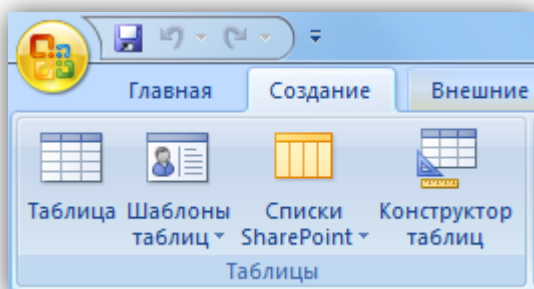 Главная Создание Внешние
Таблица Шаблоны таблиц Списки SharePoint Конструктор таблиц
Таблицы